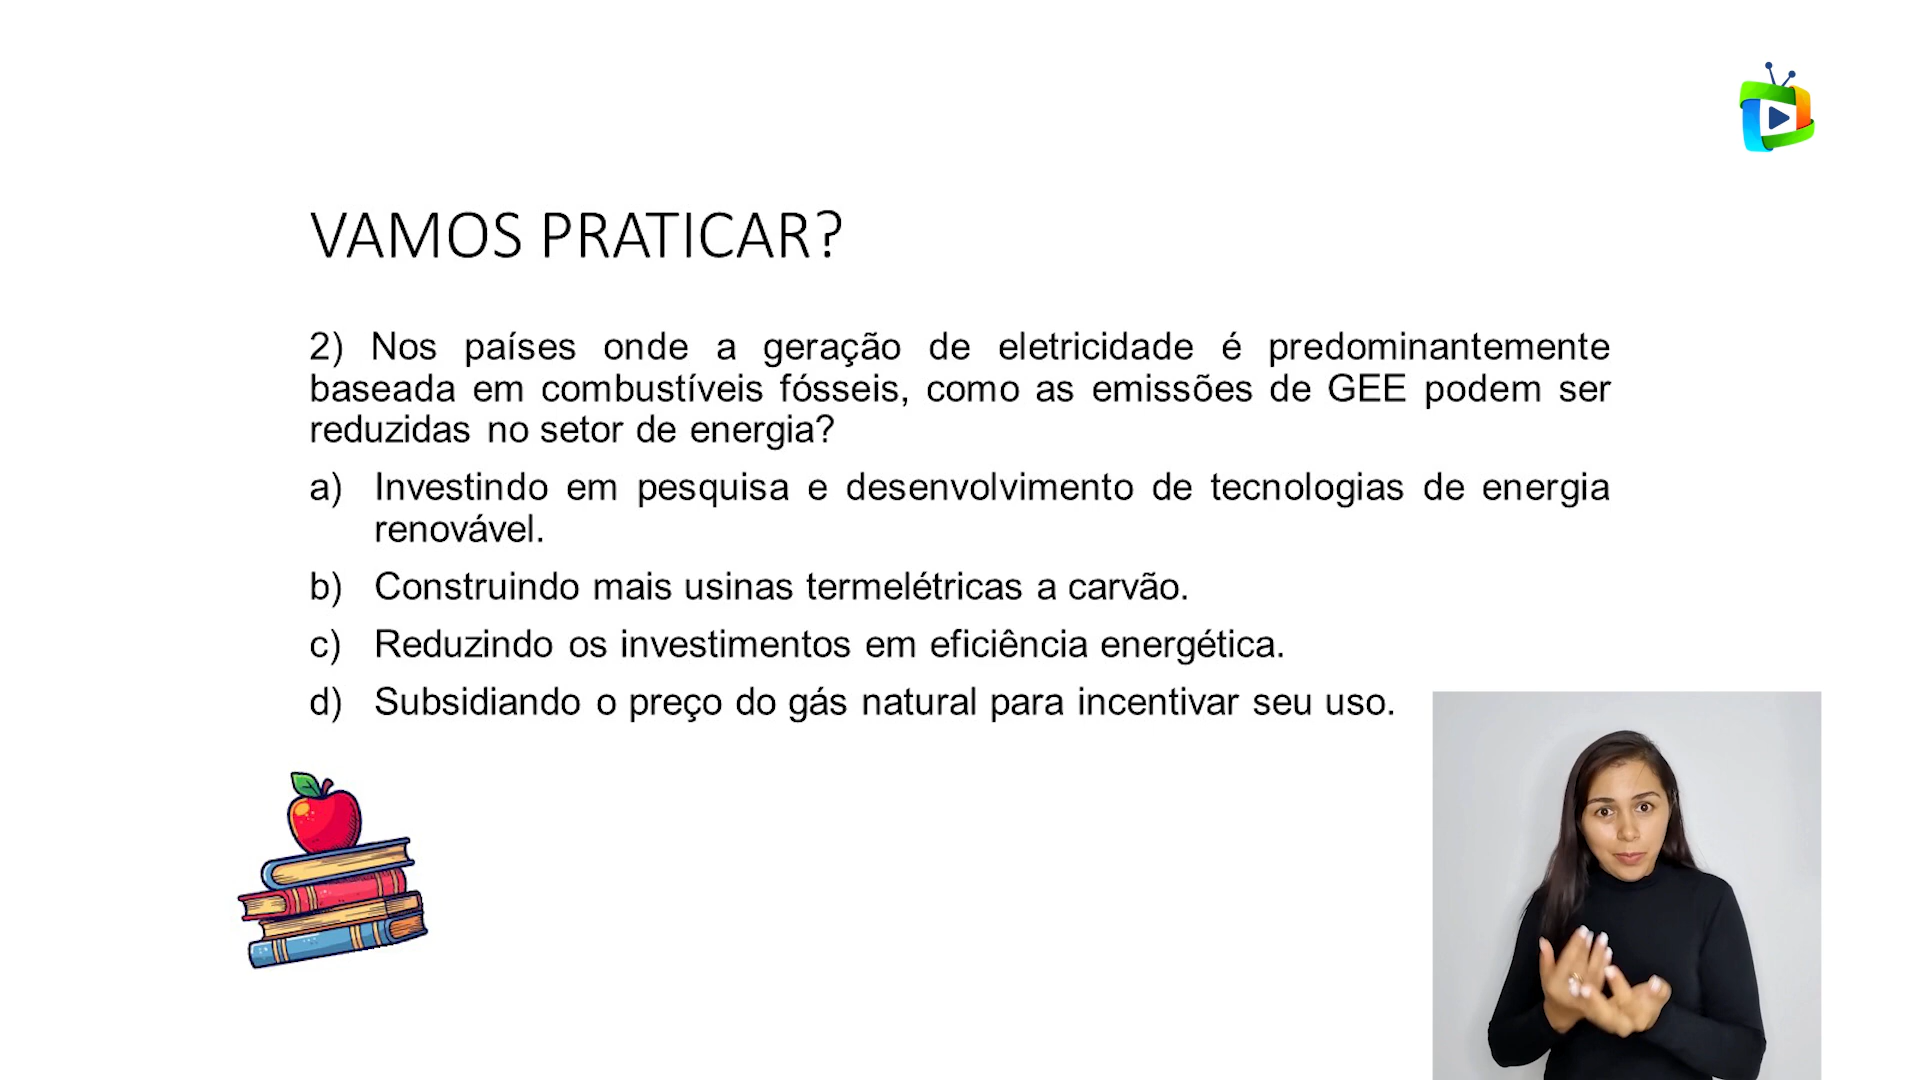 VAMOS PRATICAR?
2) Nos países onde a geração de eletricidade é predominantemente
baseada em combustíveis fósseis, como as emissões de GEE podem ser
reduzidas no setor de energia?
a) Investindo em pesquisa e desenvolvimento de tecnologias de energia
renovável.
b) Construindo mais usinas termelétricas a carvão.
c) Reduzindo os investimentos em eficiência energética.
d) Subsidiando o preço do gás natural para incentivar seu uso.